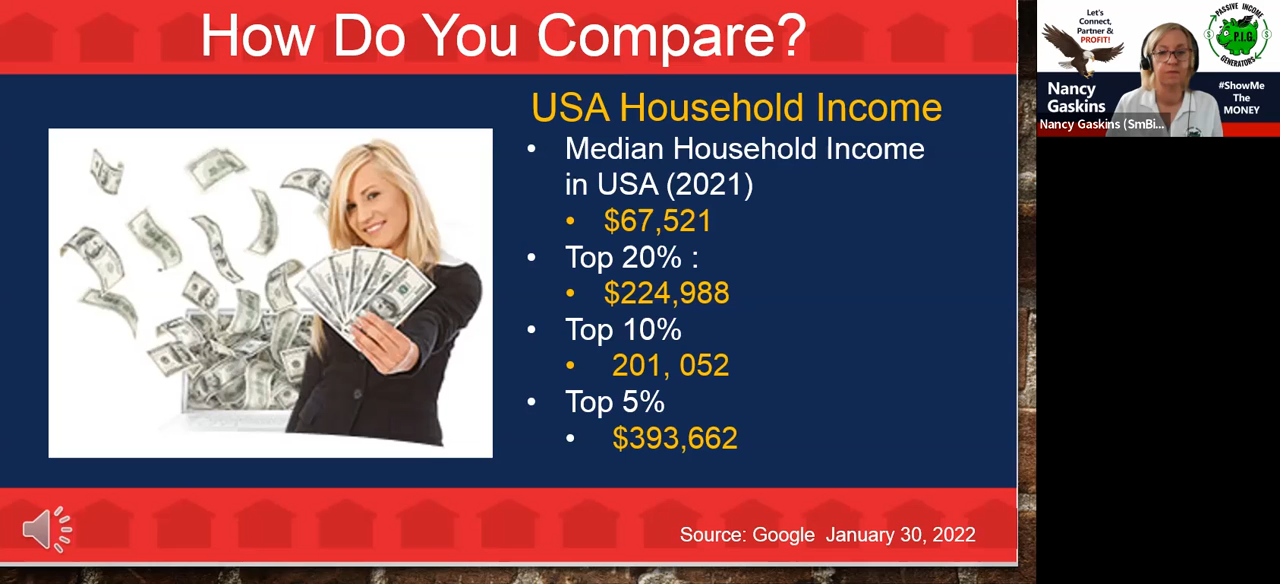 How Do You Compare?
USA Household Income
• Median Household Income
in USA (2021)
• $67,521
• Top 20% :
• $224,988
• Top 10%
• 201, 052
• Top 5%
• $393,662
Source: Google January 30, 2022
Let's
Connect,
Partner &
PROFIT!
Nancy
Gaskins
Nancy Gaskins (SmBi...
PASSIVE INCOME
P.I.G.
GENERATORS
#ShowMe
The
MONEY